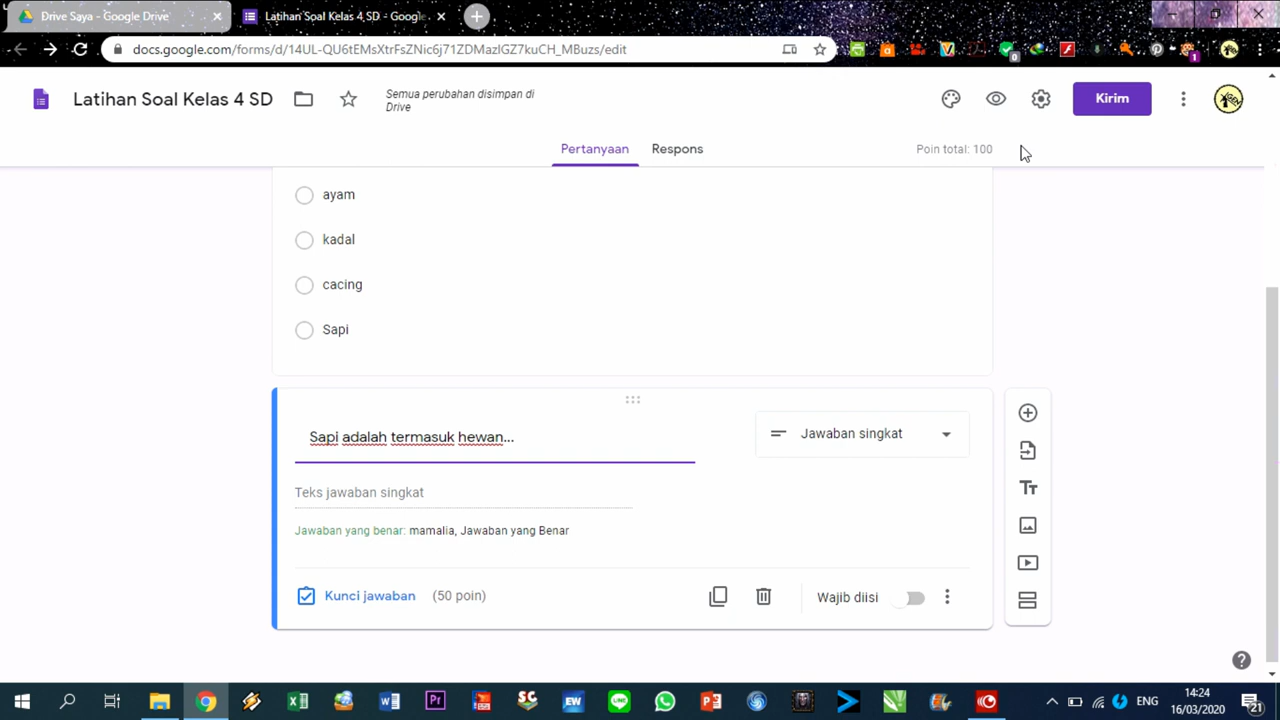 Drive Saya - Google Drive
Latihan Soal Kelas 4 SD - Google
docs.google.com/forms/d/14UL-QU6tEMsXtrFsZNic6j71ZDMazIGZ7kuCH_MBuzs/edit
Latihan Soal Kelas 4 SD
Semua perubahan disimpan di
Drive
Kirim
Pertanyaan
Respons
Poin total: 100
ayam
kadal
cacing
Sapi
Sapi adalah termasuk hewan...
Jawaban singkat
Teks jawaban singkat
Jawaban yang benar: mamalia, Jawaban yang Benar
Kunci jawaban
(50 poin)
Wajib diisi
ENG
14:24
16/03/2020
21